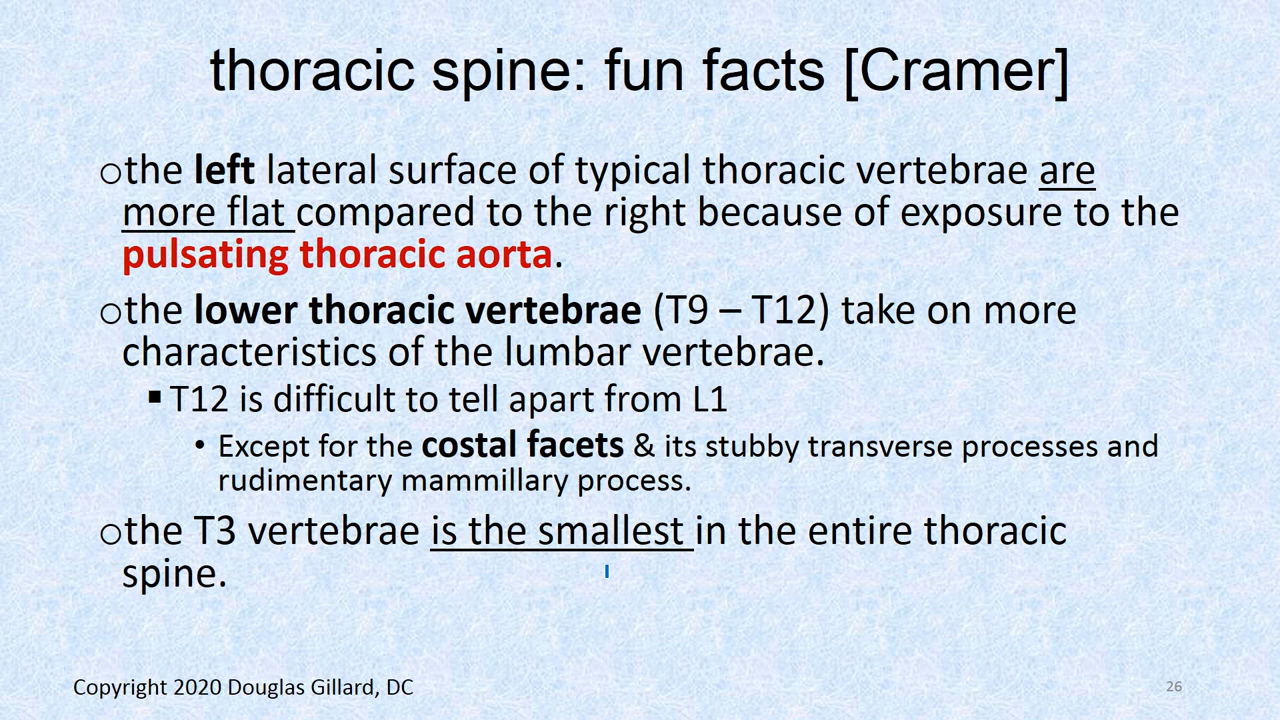 thoracic spine: fun facts [Cramer]
othe left lateral surface of typical thoracic vertebrae are
more flat compared to the right because of exposure to the
pulsating thoracic aorta.
othe lower thoracic vertebrae (T9 – T12) take on more
characteristics of the lumbar vertebrae.
▪ T12 is difficult to tell apart from L1
• Except for the costal facets & its stubby transverse processes and
rudimentary mammillary process.
othe T3 vertebrae is the smallest in the entire thoracic
spine.
Copyright 2020 Douglas Gillard, DC
26